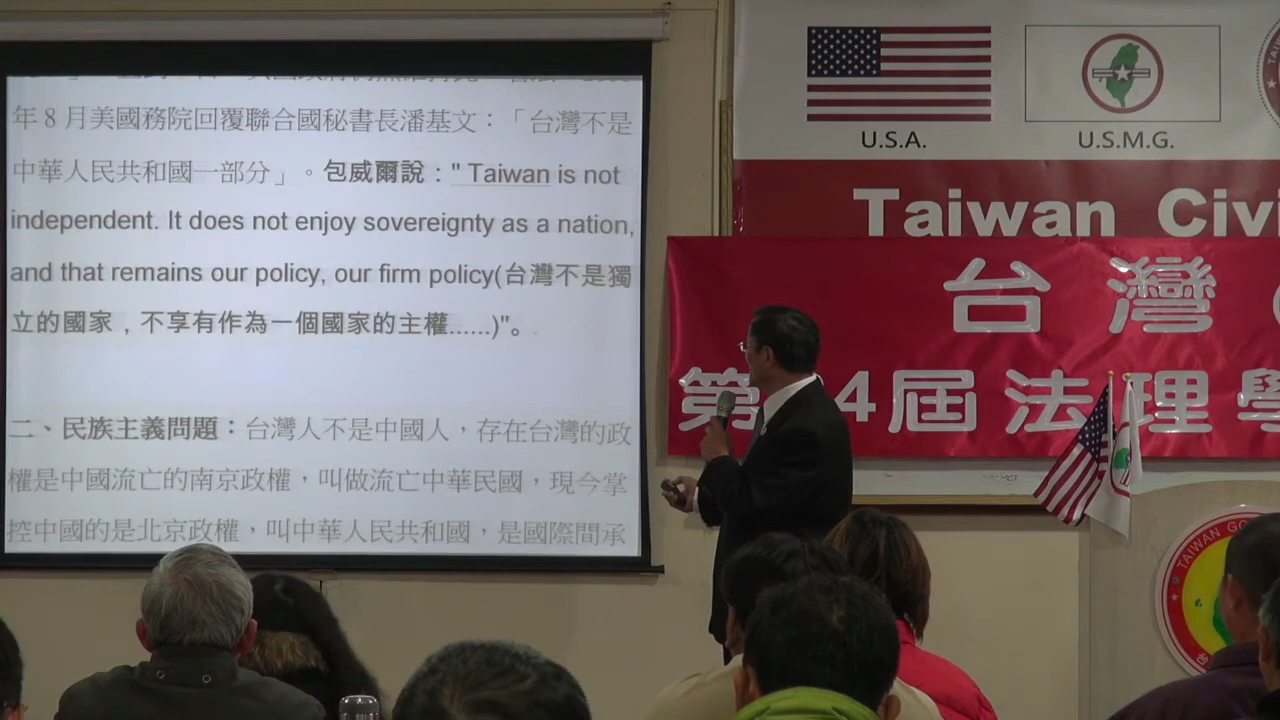 年 8 月美國務院回覆聯合國秘書長潘基文：「台灣不是
中華人民共和國一部分」。包威爾說：" Taiwan is not
independent. It does not enjoy sovereignty as a nation,
and that remains our policy, our firm policy(台灣不是獨
立的國家，不享有作為一個國家的主權......)"。
二、民族主義問題：台灣人不是中國人，存在台灣的政
權是中國流亡的南京政權，叫做流亡中華民國，現今掌
控中國的是北京政權，叫中華人民共和國，是國際間承
U.S.A.
U.S.M.G.
Taiwan Civi
台灣
第 4屆法理學
TAIWAN GO